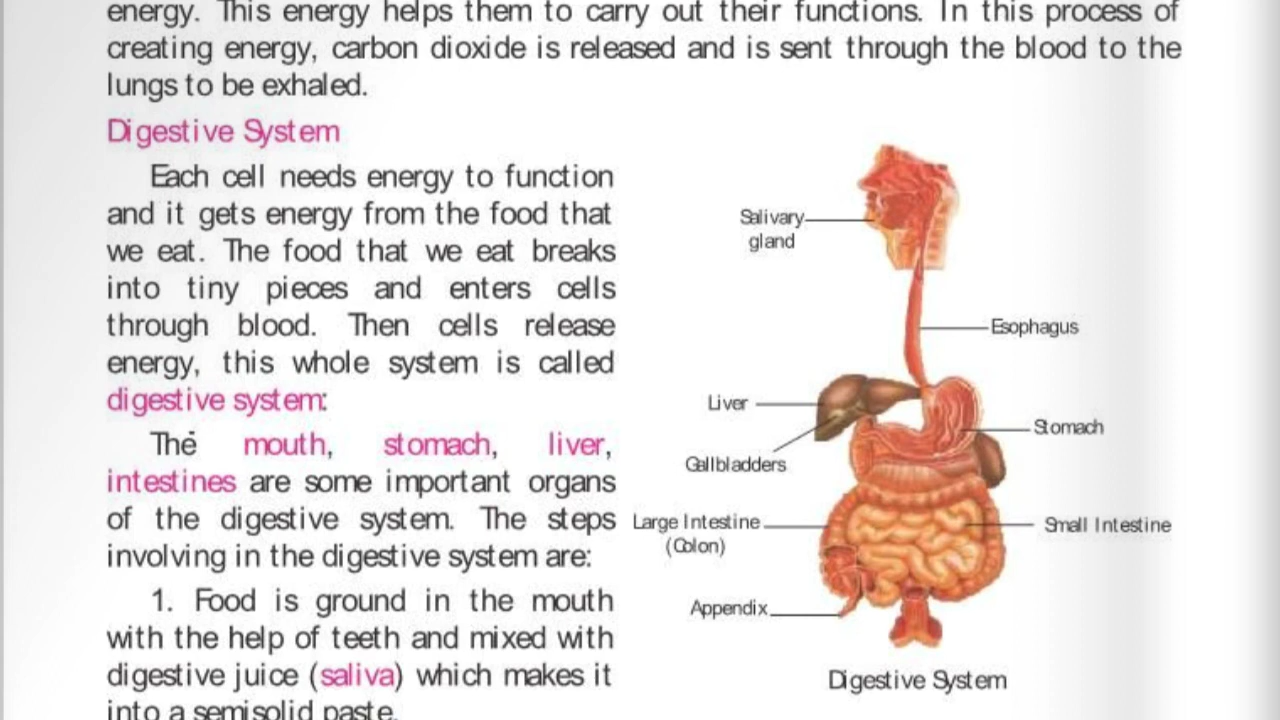 energy. This energy helps them to carry out their functions. In this process of
creating energy, carbon dioxide is released and is sent through the blood to the
lungs to be exhaled.
Digestive System
Each cell needs energy to function
and it gets energy from the food that
we eat. The food that we eat breaks
into tiny pieces and enters cells
through blood. Then cells release
energy, this whole system is called
digestive system:
The mouth, stomach, liver,
intestines are some important organs
of the digestive system. The steps
involving in the digestive system are:
1. Food is ground in the mouth
with the help of teeth and mixed with
digestive juice (saliva) which makes it
into a semisolid paste.
Salivary
gland
Esophagus
Liver
Stomach
Gallbladders
Large Intestine
(Colon)
Small Intestine
Appendix
Digestive System